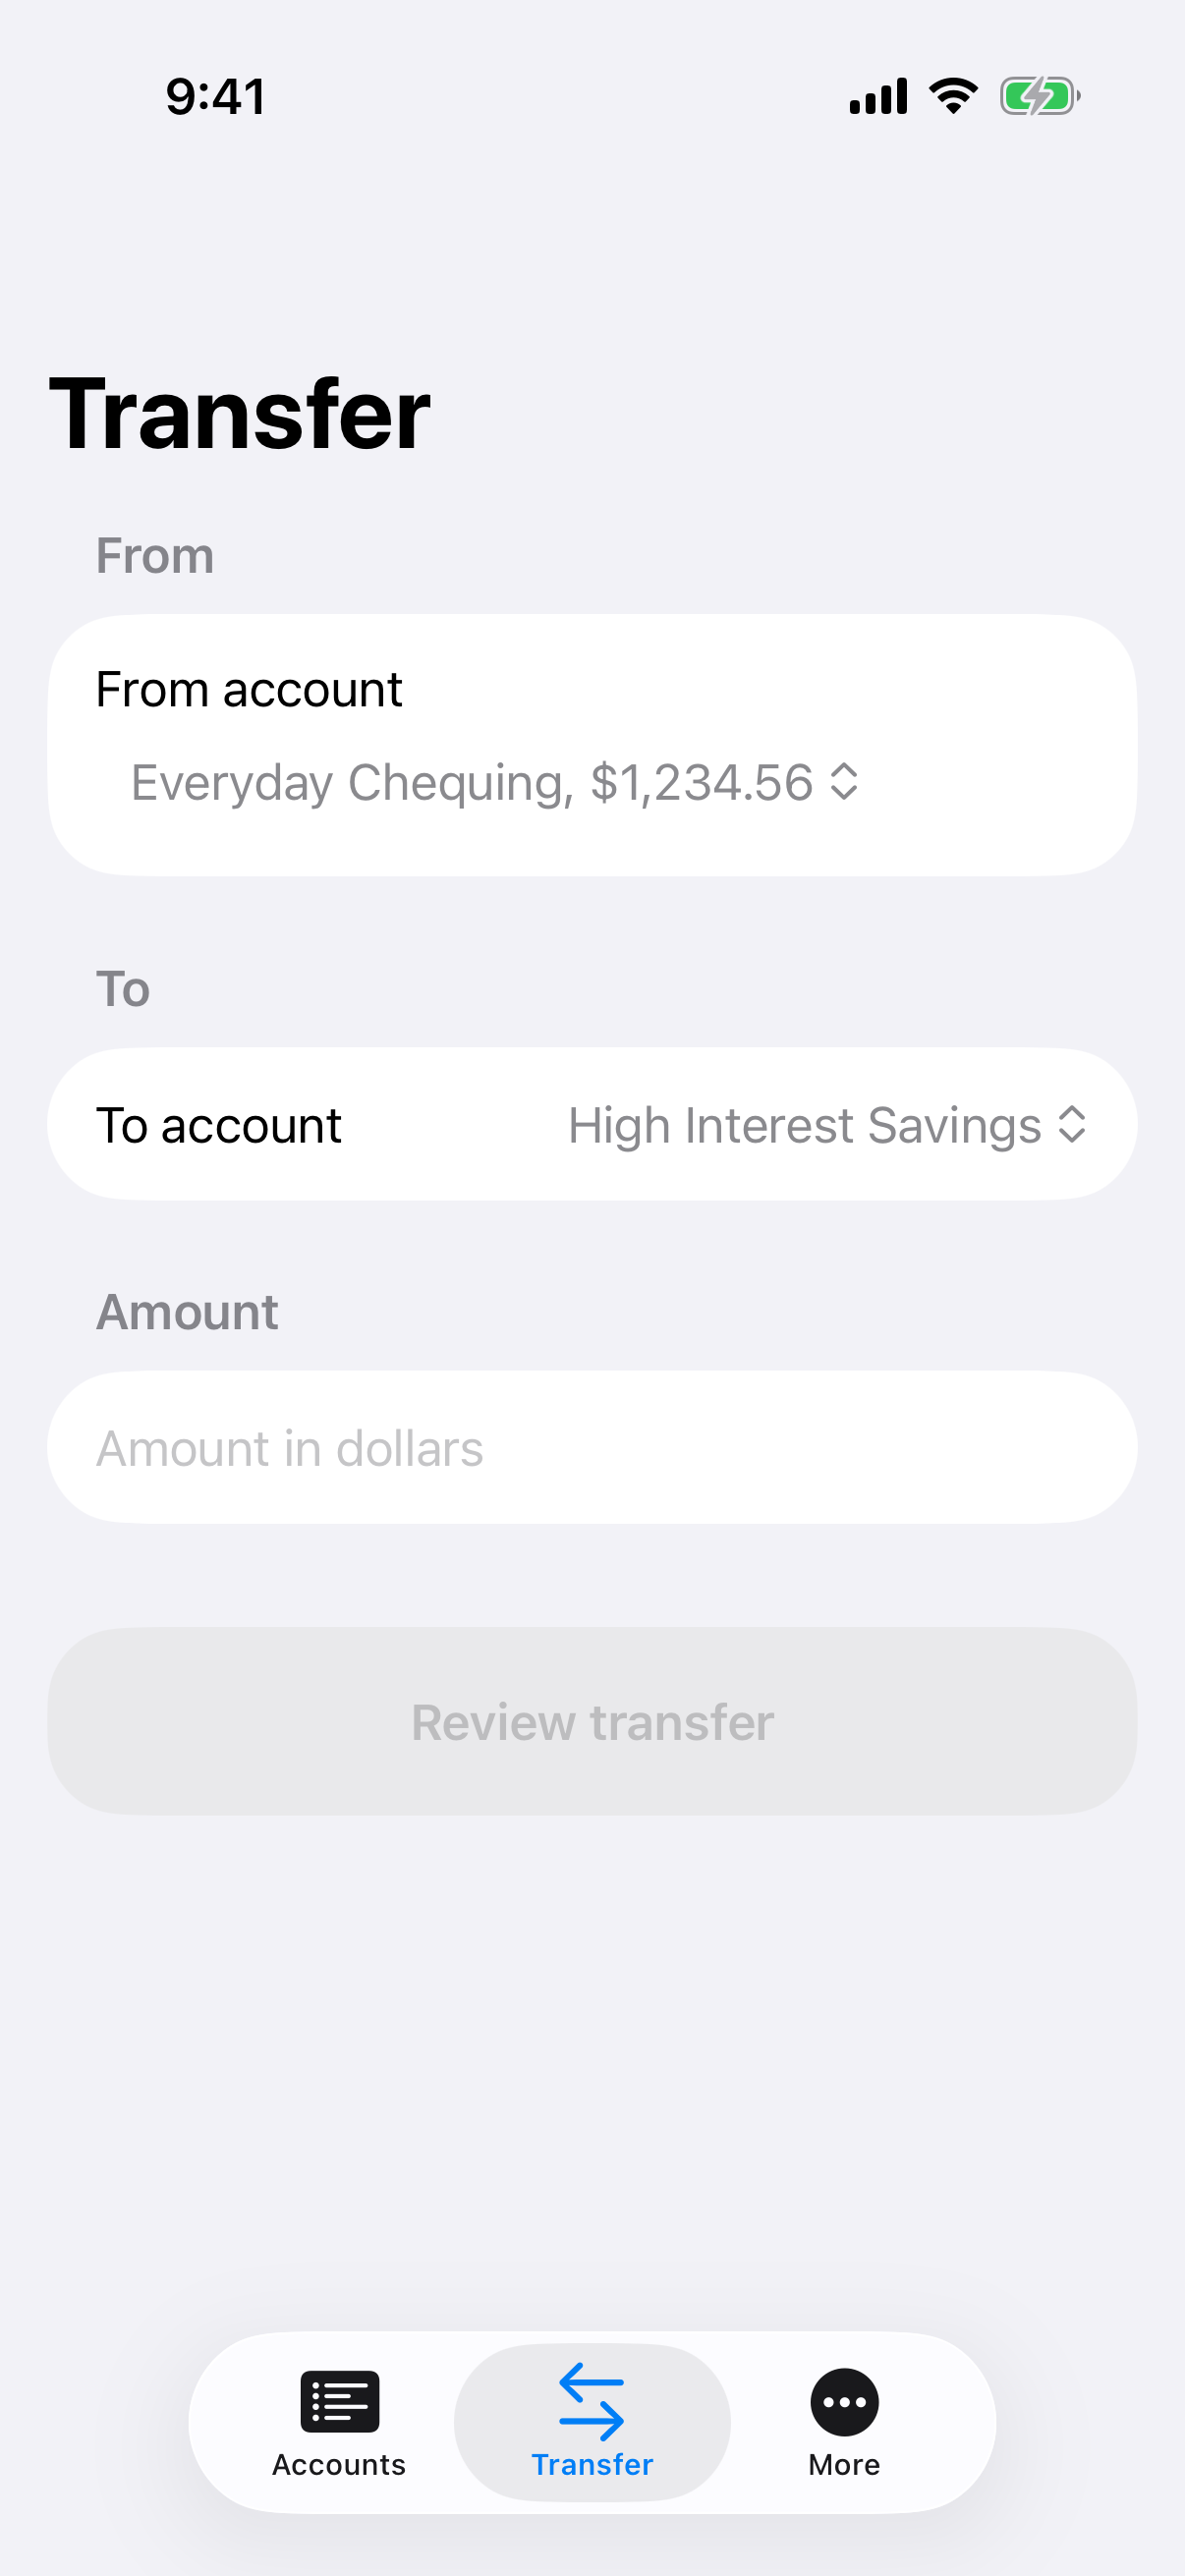 9:41
Transfer
From
From account
Everyday Chequing, $1,234.56
To
To account
High Interest Savings
Amount
Amount in dollars
Review transfer
Accounts
Transfer
More